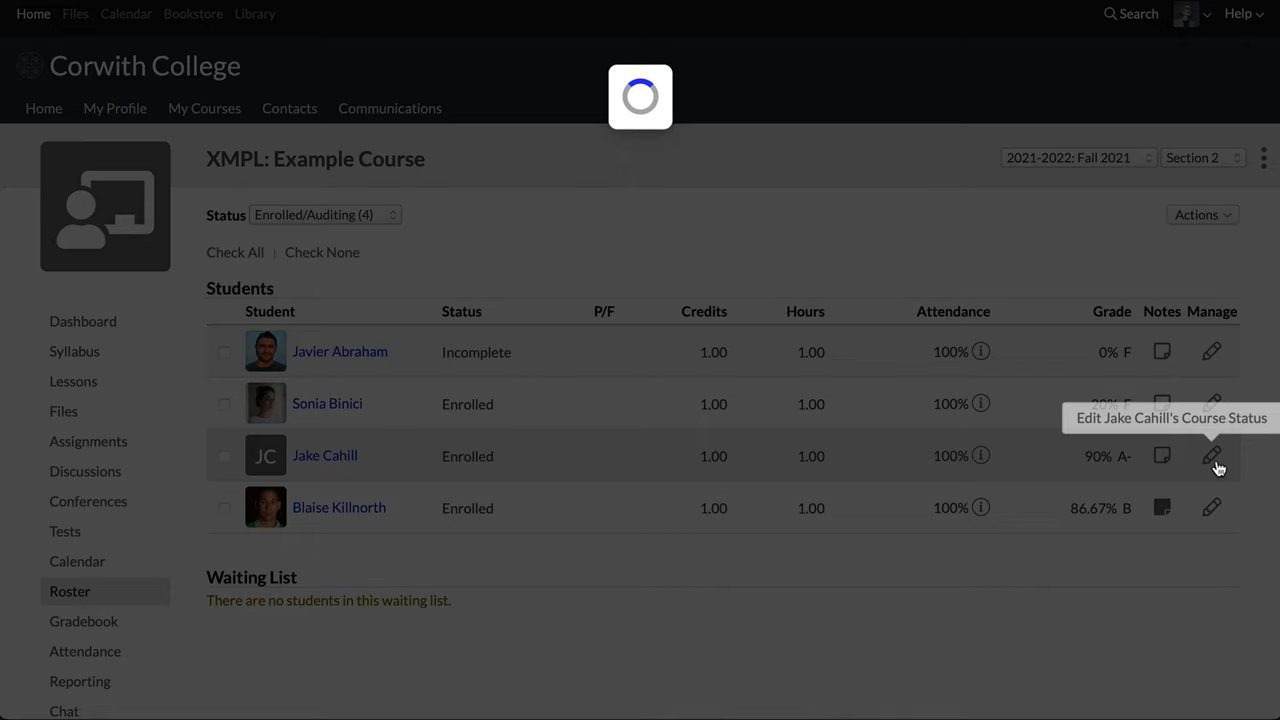 Home Files Calendar Bookstore Library Search Help
Corwith College
Home My Profile My Courses Contacts Communications
XMPL: Example Course 2021-2022: Fall 2021 Section 2
Status Enrolled/Auditing (4) Actions
Check All | Check None
Students
Student Status P/F Credits Hours Attendance Grade Notes Manage
Javier Abraham Incomplete 1.00 1.00 100% 0% F
Sonia Binici Enrolled 1.00 1.00 100% 20% F
Edit Jake Cahill's Course Status
JC Jake Cahill Enrolled 1.00 1.00 100% 90% A-
Blaise Killnorth Enrolled 1.00 1.00 100% 86.67% B
Waiting List
There are no students in this waiting list.
Dashboard
Syllabus
Lessons
Files
Assignments
Discussions
Conferences
Tests
Calendar
Roster
Gradebook
Attendance
Reporting
Chat